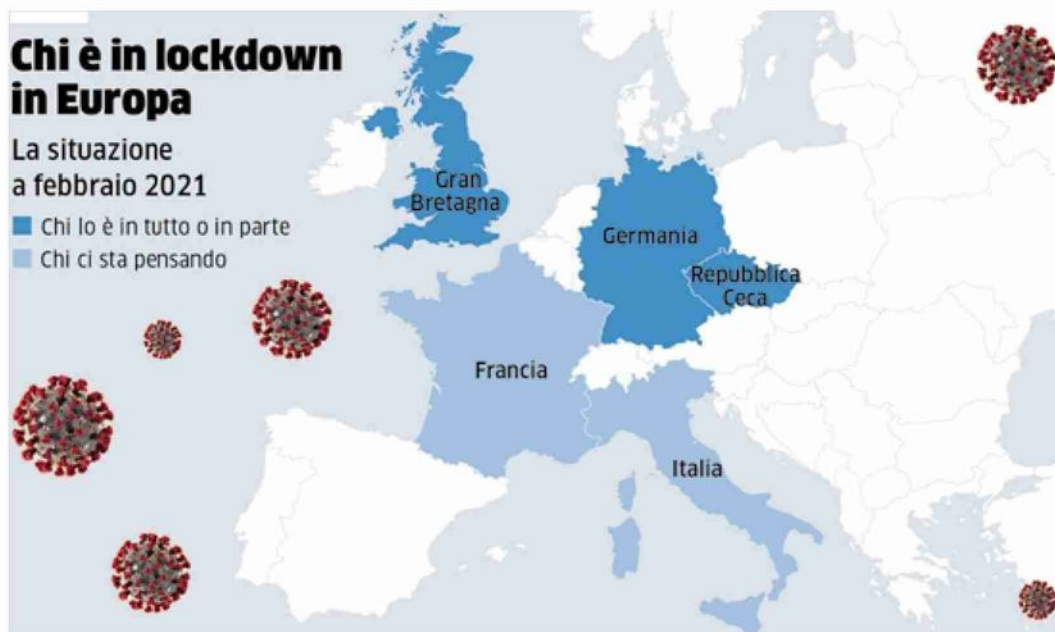 Chi è in lockdown
in Europa
La situazione
a febbraio 2021
Chi lo è in tutto o in parte
Chi ci sta pensando
Gran
Bretagna
Germania
Repubblica
Ceca
Francia
Italia